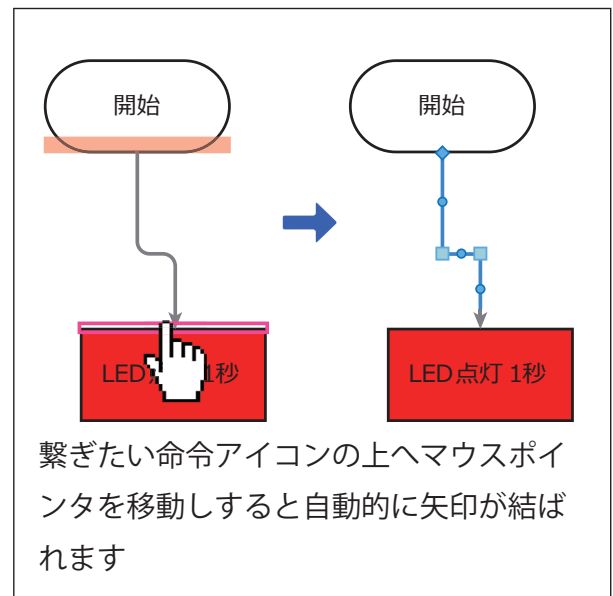 開始
開始
LED 1秒
LED点灯 1秒
繋ぎたい命令アイコンの上へマウスポイ
ンタを移動しすると自動的に矢印が結ば
れます